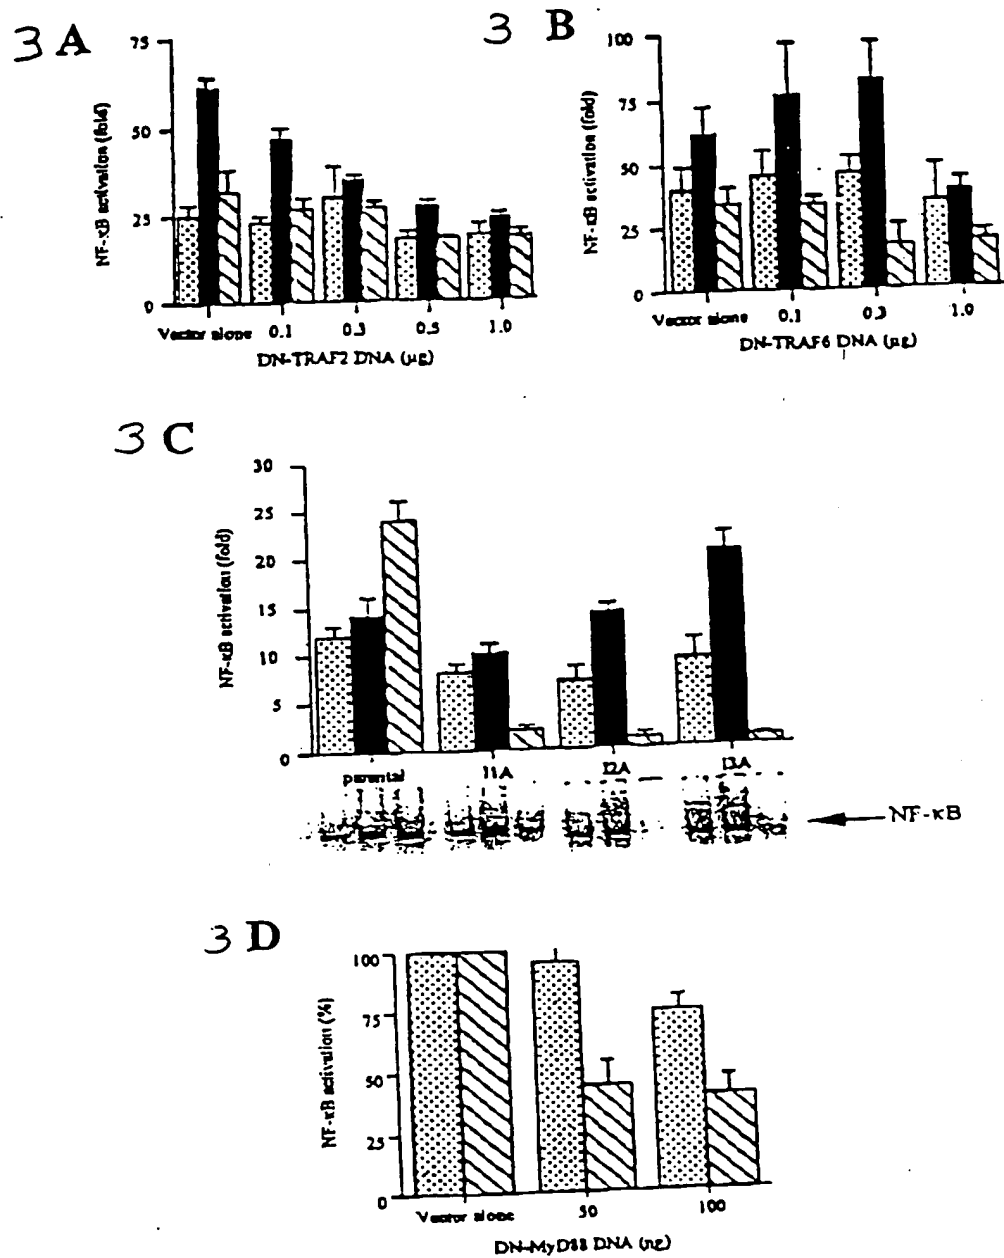 3 A
75
50
25
0
NF-κB activation (fold)
Vector alone 0.1 0.3 0.5 1.0
DN-TRAF2 DNA (µg)
3 B
100
75
50
25
0
NF-κB activation (fold)
Vector alone 0.1 0.3 1.0
DN-TRAF6 DNA (µg)
3 C
30
25
20
15
10
5
0
NF-κB activation (fold)
parental I1A I2A I3A
NF-κB
3 D
100
75
50
25
0
NF-κB activation (%)
Vector alone 50 100
DN-MyD88 DNA (ng)